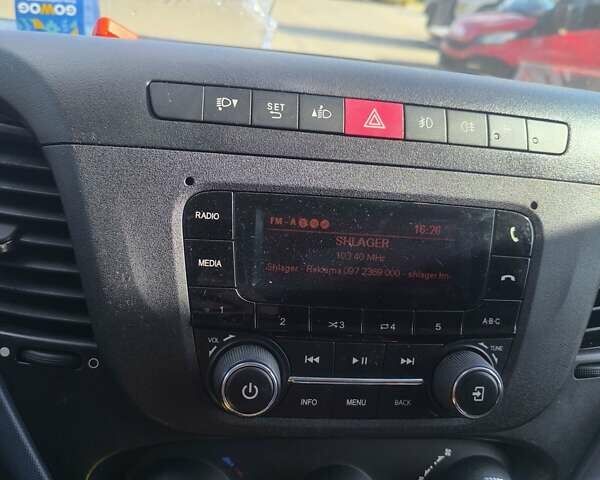 GOWOG
SET
RADIO
MEDIA
FM - A
16:26
SHLAGER
103.40 MHz
Shlager - Reklama 097 2369 000 - shlager.fm
1
2
3
4
5
A-B-C
VOL
TUNE
INFO
MENU
BACK